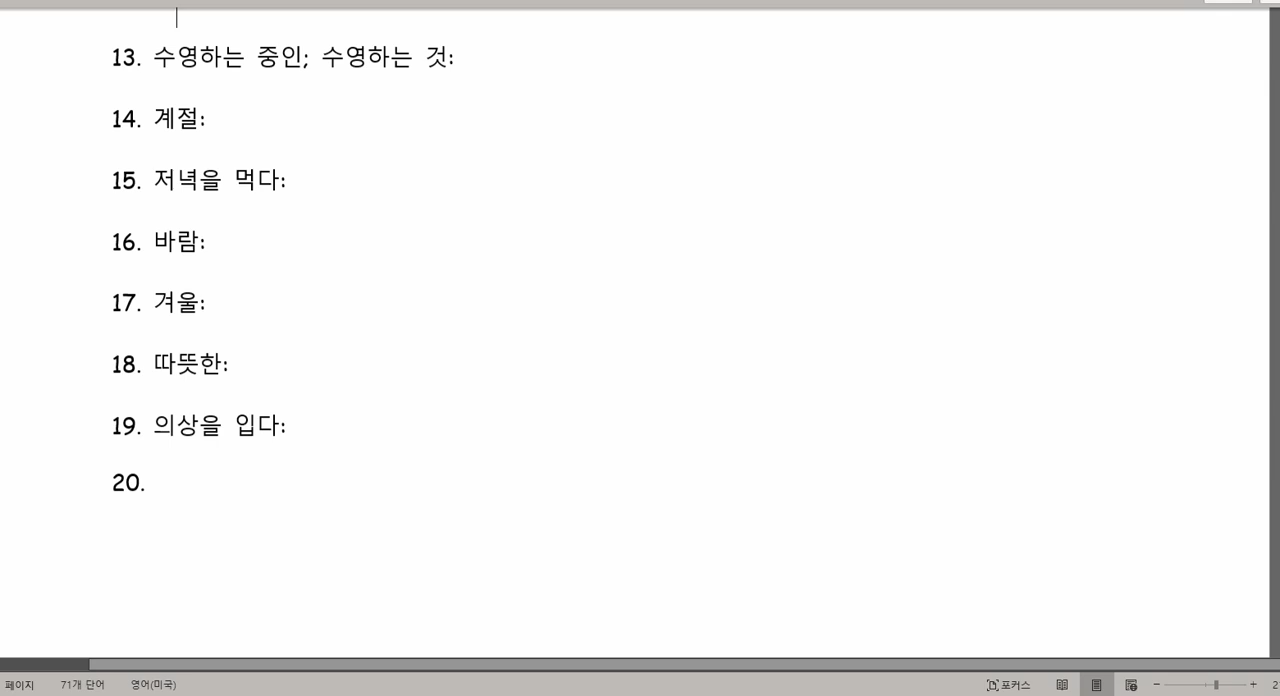 13. 수영하는 중인; 수영하는 것:
14. 계절:
15. 저녁을 먹다:
16. 바람:
17. 겨울:
18. 따뜻한:
19. 의상을 입다:
20.
페이지 71개 단어 영어(미국) 포커스 − +